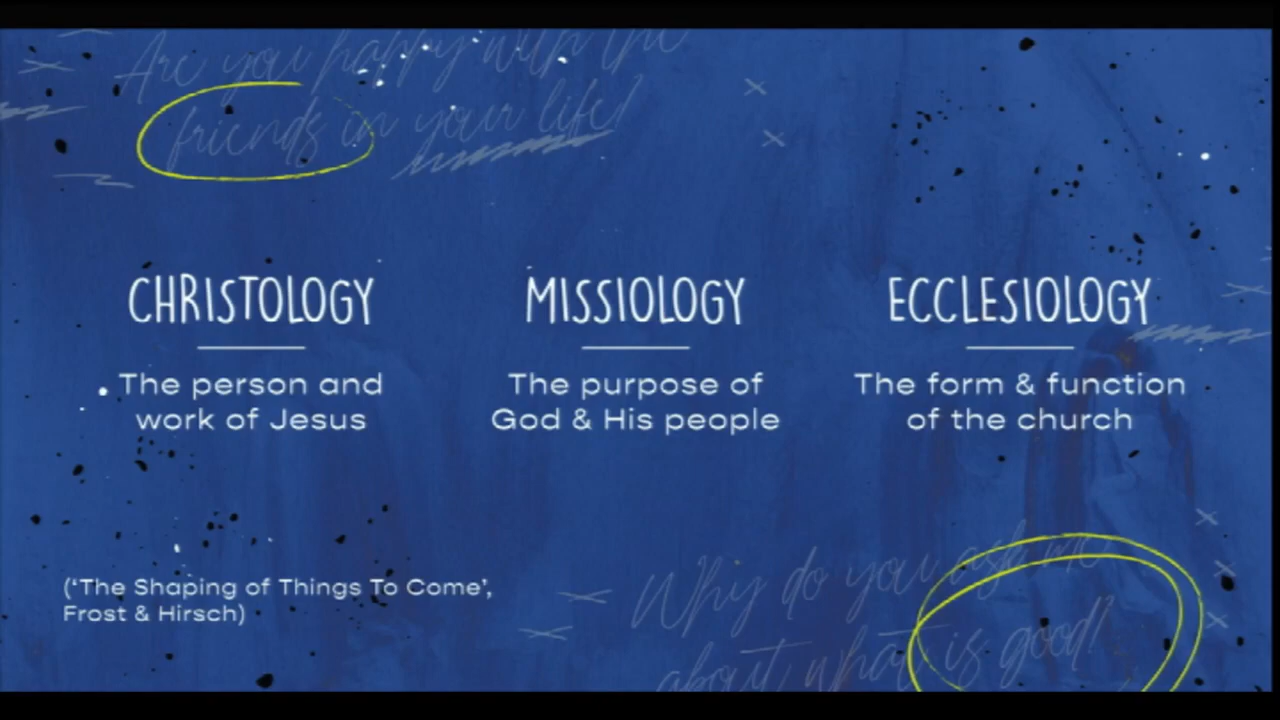 Are you happy with the
friends in your life!
CHRISTOLOGY
The person and
work of Jesus
MISSIOLOGY
The purpose of
God & His people
ECCLESIOLOGY
The form & function
of the church
('The Shaping of Things To Come',
Frost & Hirsch)
Why do you ask me
about what is good?